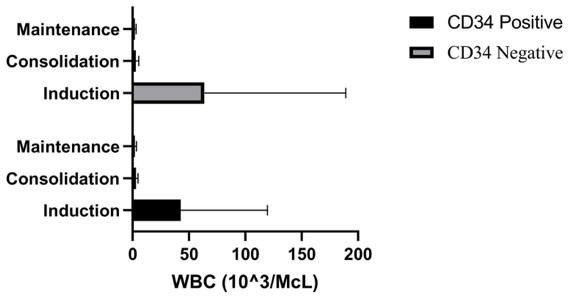 Maintenance
Consolidation
Induction
Maintenance
Consolidation
Induction
0 50 100 150 200
WBC (10^3/McL)
CD34 Positive
CD34 Negative